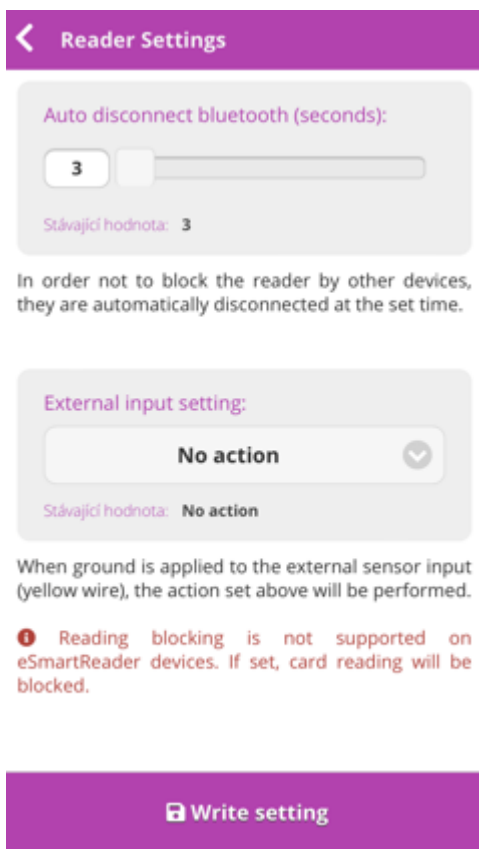 Reader Settings
Auto disconnect bluetooth (seconds):
3
Stávající hodnota: 3
In order not to block the reader by other devices,
they are automatically disconnected at the set time.
External input setting:
No action
Stávající hodnota: No action
When ground is applied to the external sensor input
(yellow wire), the action set above will be performed.
Reading blocking is not supported on
eSmartReader devices. If set, card reading will be
blocked.
Write setting